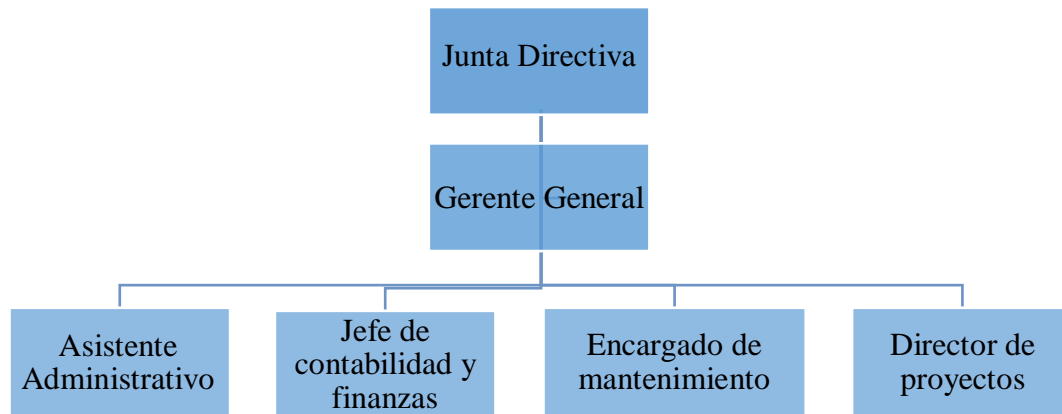 Junta Directiva
Gerente General
Asistente
Administrativo
Jefe de
contabilidad y
finanzas
Encargado de
mantenimiento
Director de
proyectos